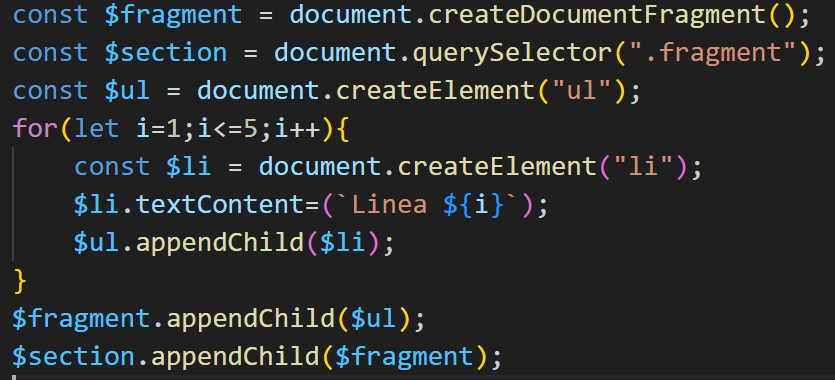 const $fragment = document.createDocumentFragment();
const $section = document.querySelector(".fragment");
const $ul = document.createElement("ul");
for(let i=1;i<=5;i++){
    const $li = document.createElement("li");
    $li.textContent=(`Linea ${i}`);
    $ul.appendChild($li);
}
$fragment.appendChild($ul);
$section.appendChild($fragment);